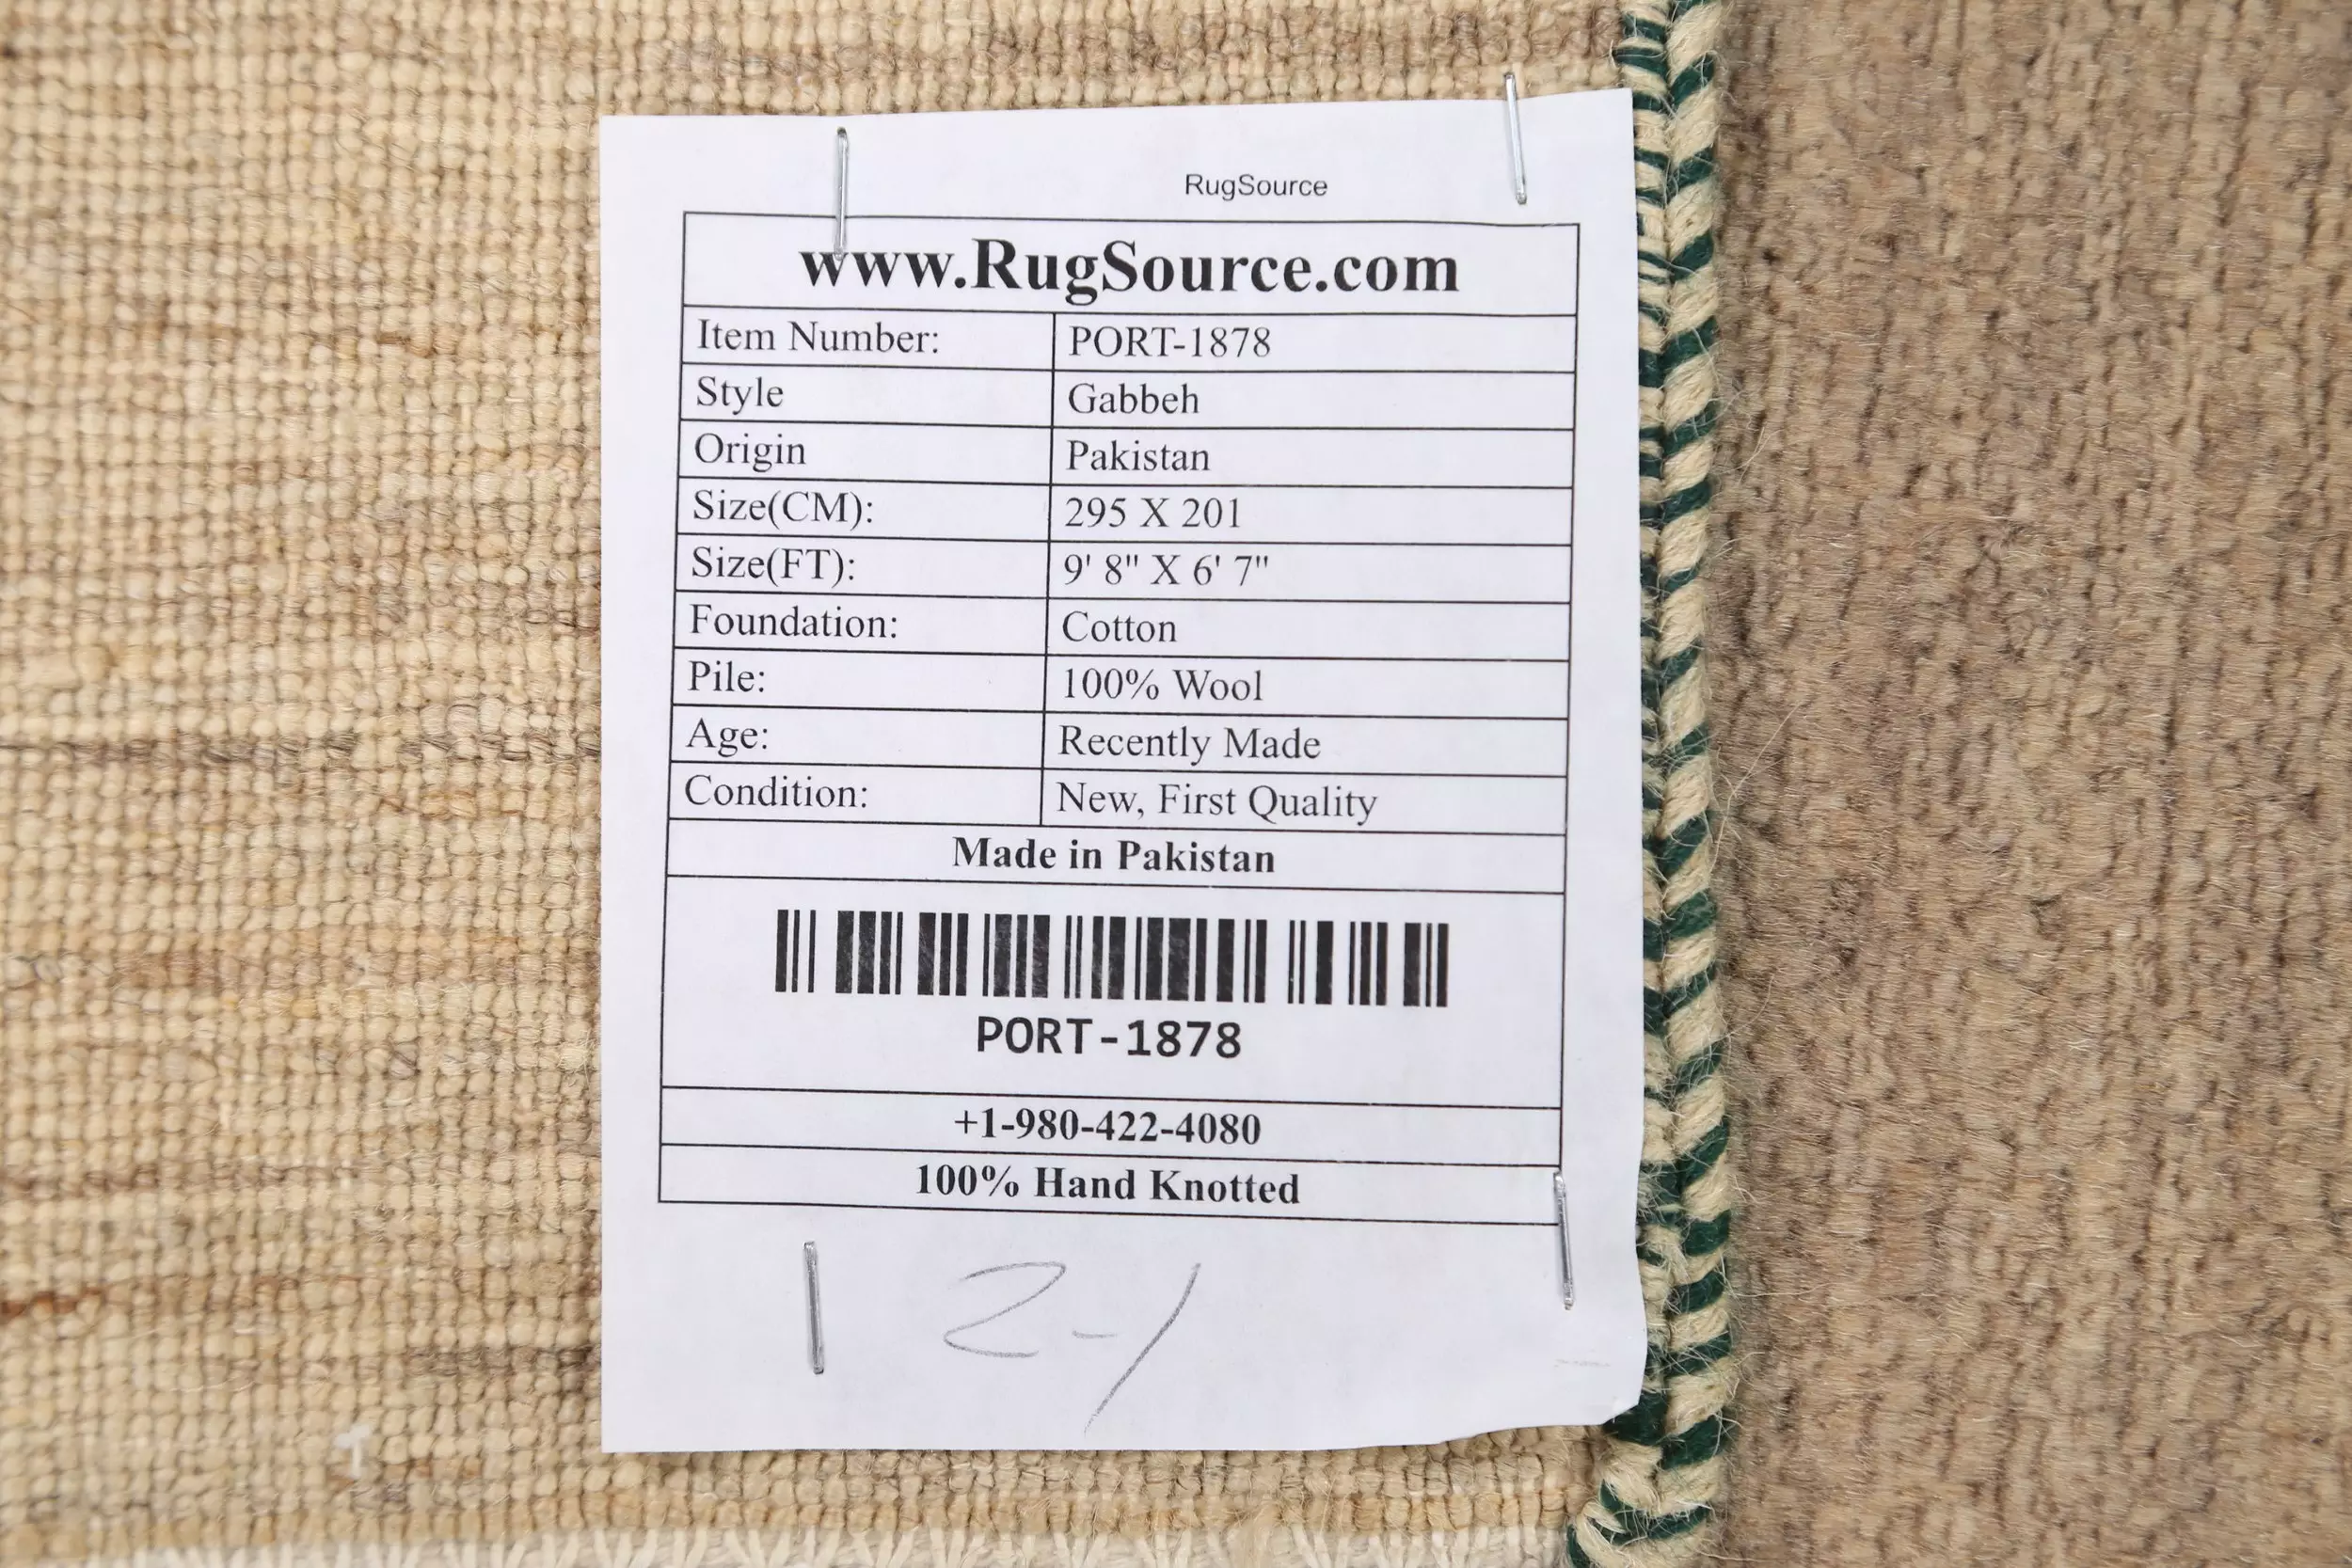 RugSource
www.RugSource.com
Item Number: PORT-1878
Style Gabbeh
Origin Pakistan
Size(CM): 295 X 201
Size(FT): 9' 8" X 6' 7"
Foundation: Cotton
Pile: 100% Wool
Age: Recently Made
Condition: New, First Quality
Made in Pakistan
PORT-1878
+1-980-422-4080
100% Hand Knotted
2-/